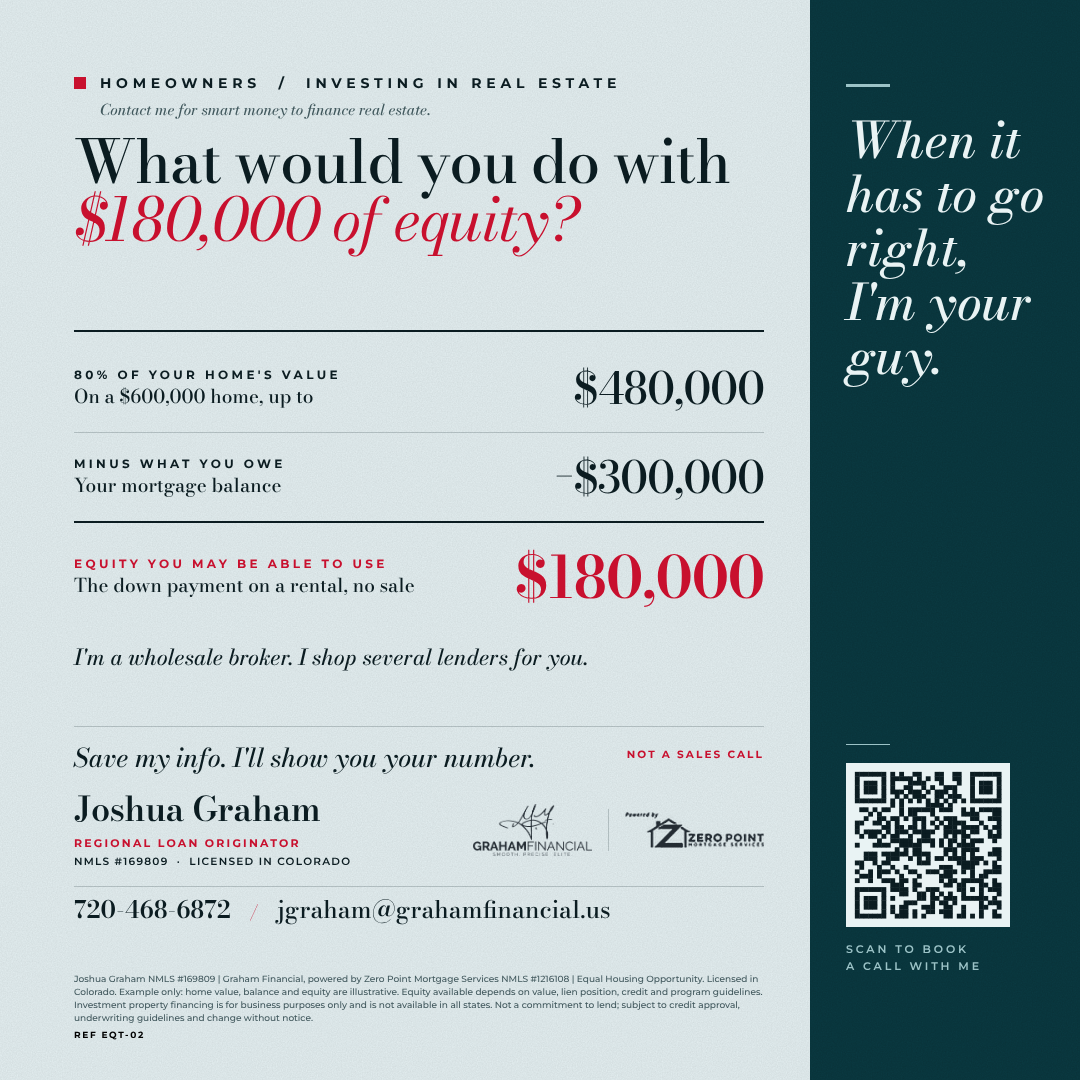 HOMEOWNERS / INVESTING IN REAL ESTATE
Contact me for smart money to finance real estate.
What would you do with
$180,000 of equity?
80% OF YOUR HOME'S VALUE
On a $600,000 home, up to
$480,000
MINUS WHAT YOU OWE
Your mortgage balance
–$300,000
EQUITY YOU MAY BE ABLE TO USE
The down payment on a rental, no sale
$180,000
I'm a wholesale broker. I shop several lenders for you.
Save my info. I'll show you your number.
NOT A SALES CALL
Joshua Graham
REGIONAL LOAN ORIGINATOR
NMLS #169809 · LICENSED IN COLORADO
GRAHAMFINANCIAL
SMOOTH. PRECISE. ELITE.
Powered by
ZERO POINT
MORTGAGE SERVICES
720-468-6872 / jgraham@grahamfinancial.us
Joshua Graham NMLS #169809 | Graham Financial, powered by Zero Point Mortgage Services NMLS #1216108 | Equal Housing Opportunity. Licensed in
Colorado. Example only: home value, balance and equity are illustrative. Equity available depends on value, lien position, credit and program guidelines.
Investment property financing is for business purposes only and is not available in all states. Not a commitment to lend; subject to credit approval,
underwriting guidelines and change without notice.
REF EQT-02
When it
has to go
right,
I'm your
guy.
SCAN TO BOOK
A CALL WITH ME